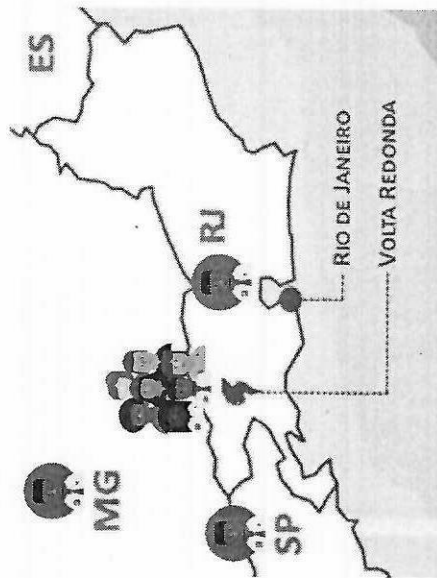 ES
MG
RJ
SP
RIO DE JANEIRO
VOLTA REDONDA